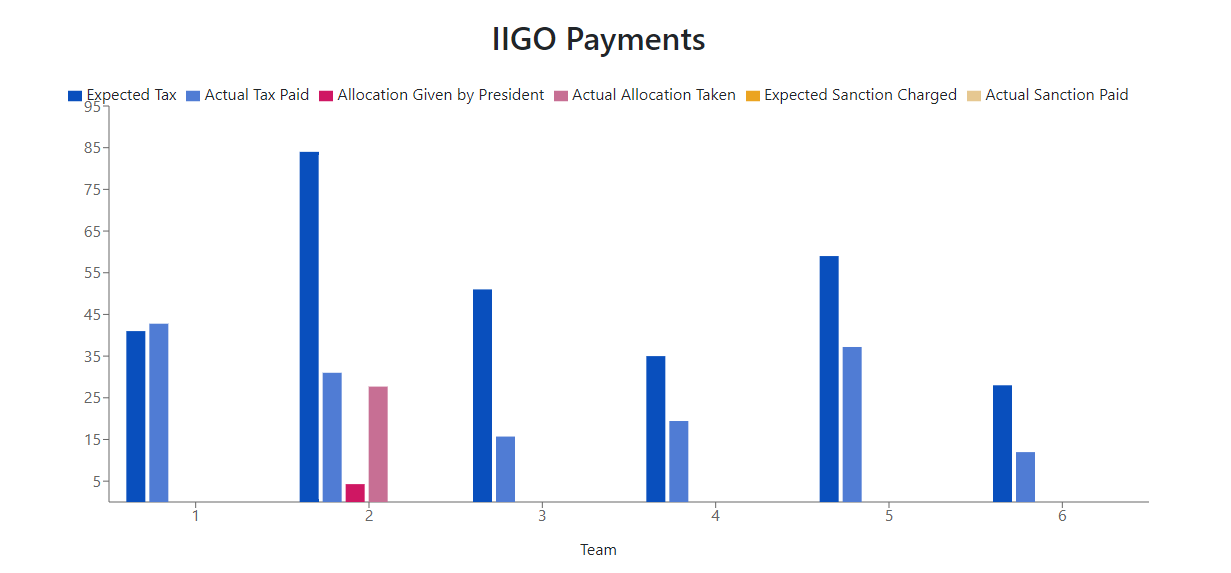 IIGO Payments
Expected Tax Actual Tax Paid Allocation Given by President Actual Allocation Taken Expected Sanction Charged Actual Sanction Paid
95
85
75
65
55
45
35
25
15
5
1 2 3 4 5 6
Team